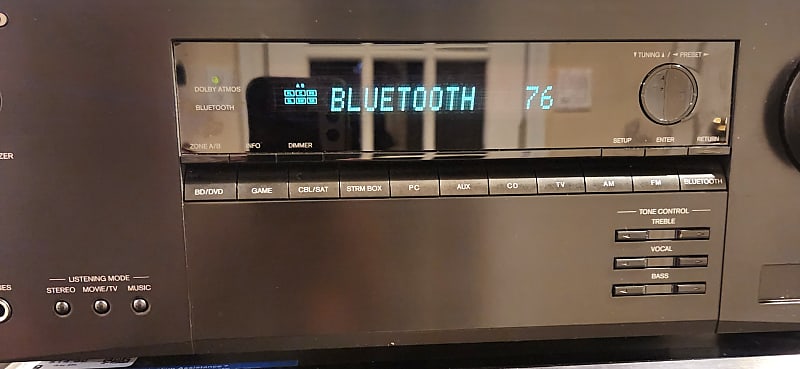 TUNING / PRESET
DOLBY ATMOS
BLUETOOTH
A B
BLUETOOTH 76
ZONE A/B INFO DIMMER
SETUP ENTER RETURN
BD/DVD GAME CBL/SAT STRM BOX PC AUX CD TV AM FM BLUETOOTH
TONE CONTROL
TREBLE
VOCAL
BASS
LISTENING MODE
STEREO MOVIE/TV MUSIC